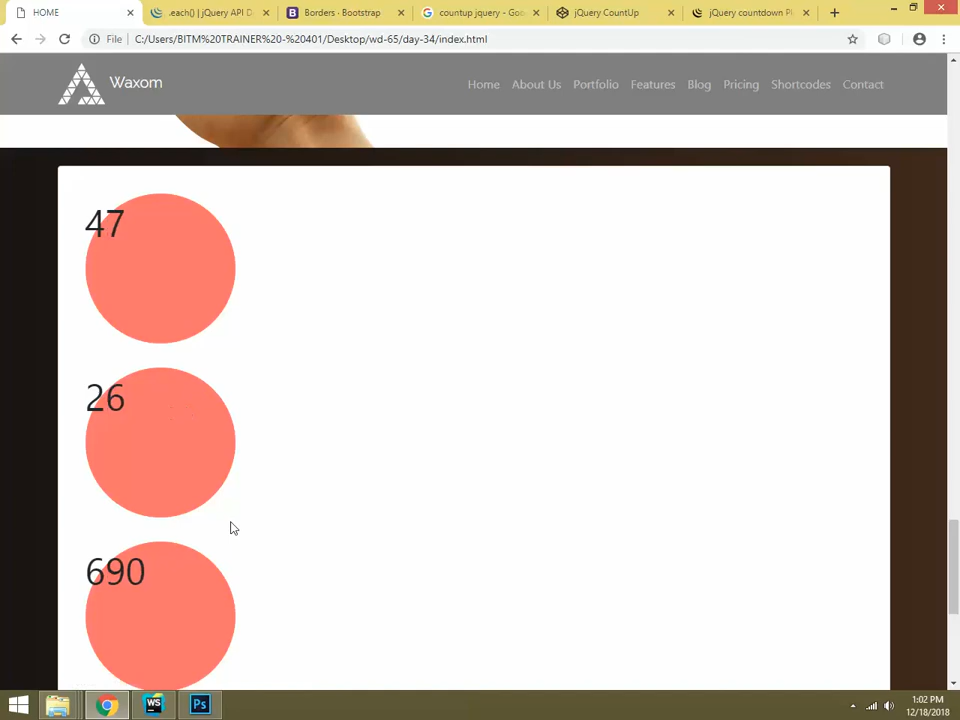 HOME
.each() | jQuery API D
Borders · Bootstrap
countup jquery - Goo
jQuery CountUp
jQuery countdown Pl
File
C:/Users/BITM%20TRAINER%20-%20401/Desktop/wd-65/day-34/index.html
Waxom
Home About Us Portfolio Features Blog Pricing Shortcodes Contact
47
26
690
WS
Ps
1:02 PM
12/18/2018